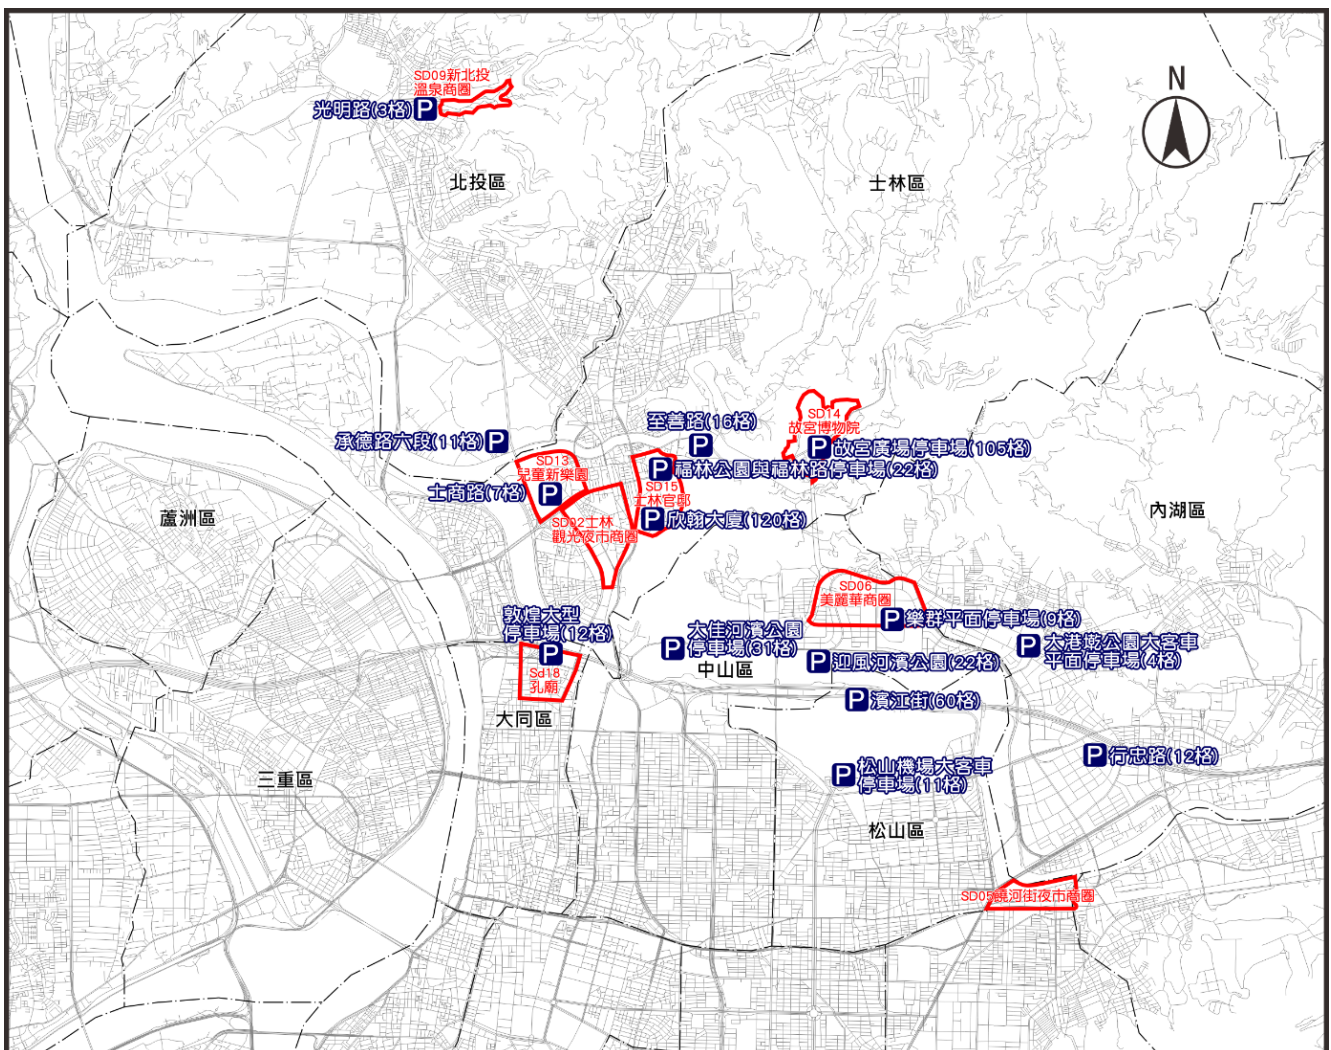 N
SD09新北投
溫泉商圈
光明路(3格)
P
北投區
士林區
SD14
故宮博物院
至善路(16格)
P
承德路六段(11格)
P
P
故宮廣場停車場(105格)
SD13
兒童新樂園
P
福林公園與福林路停車場(22格)
士商路(7格)
P
SD15
士林官邸
蘆洲區
內湖區
SD02士林
觀光夜市商圈
P
欣翰大廈(120格)
SD06
美麗華商圈
敦煌大型
停車場(12格)
P
P
樂群平面停車場(9格)
大佳河濱公園
停車場(31格)
P
P
大港墘公園大客車
平面停車場(4格)
P
迎風河濱公園(22格)
中山區
Sd18
孔廟
P
濱江街(60格)
大同區
P
行忠路(12格)
三重區
P
松山機場大客車
停車場(11格)
松山區
SD05饒河街夜市商圈